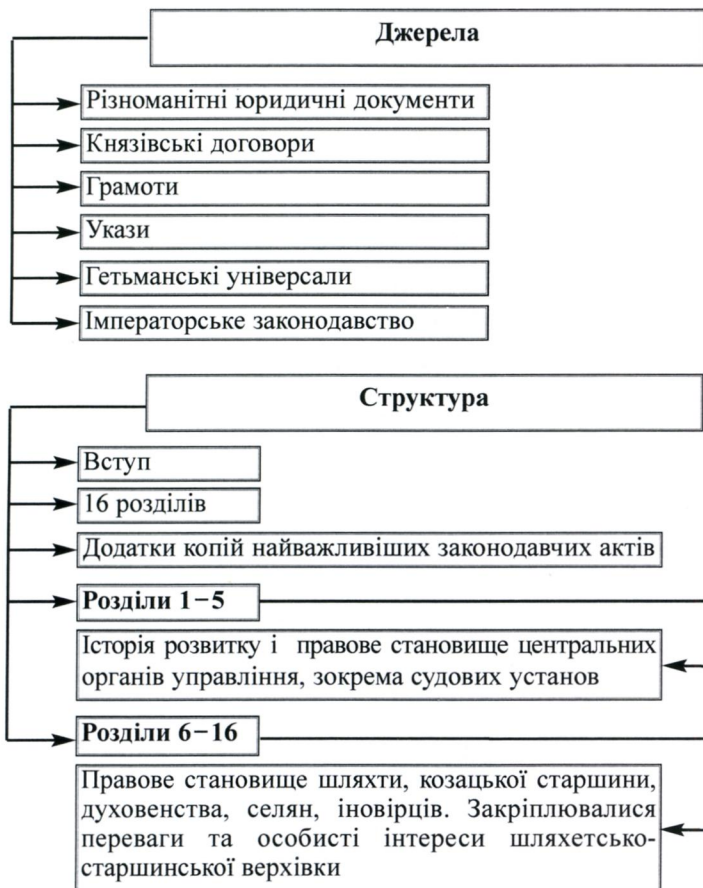 Джерела
Різноманітні юридичні документи
Князівські договори
Грамоти
Укази
Гетьманські універсали
Імператорське законодавство
Структура
Вступ
16 розділів
Додатки копій найважливіших законодавчих актів
Розділи 1–5
Історія розвитку і правове становище центральних
органів управління, зокрема судових установ
Розділи 6–16
Правове становище шляхти, козацької старшини,
духовенства, селян, іновірців. Закріплювалися
переваги та особисті інтереси шляхетсько-
старшинської верхівки